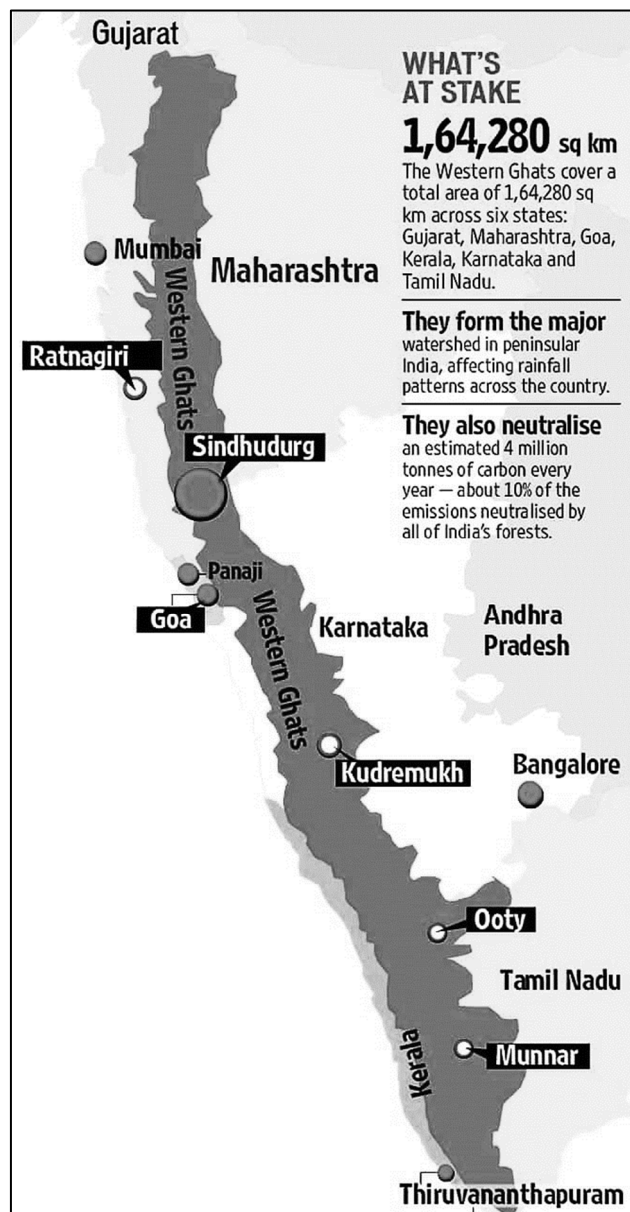 Gujarat
WHAT'S
AT STAKE
1,64,280 sq km
The Western Ghats cover a
total area of 1,64,280 sq
km across six states:
Gujarat, Maharashtra, Goa,
Kerala, Karnataka and
Tamil Nadu.
They form the major
watershed in peninsular
India, affecting rainfall
patterns across the country.
They also neutralise
an estimated 4 million
tonnes of carbon every
year — about 10% of the
emissions neutralised by
all of India's forests.
Mumbai
Maharashtra
Western Ghats
Ratnagiri
Sindhudurg
Panaji
Goa
Western Ghats
Karnataka
Andhra
Pradesh
Kudremukh
Bangalore
Ooty
Tamil Nadu
Kerala
Munnar
Thiruvananthapuram